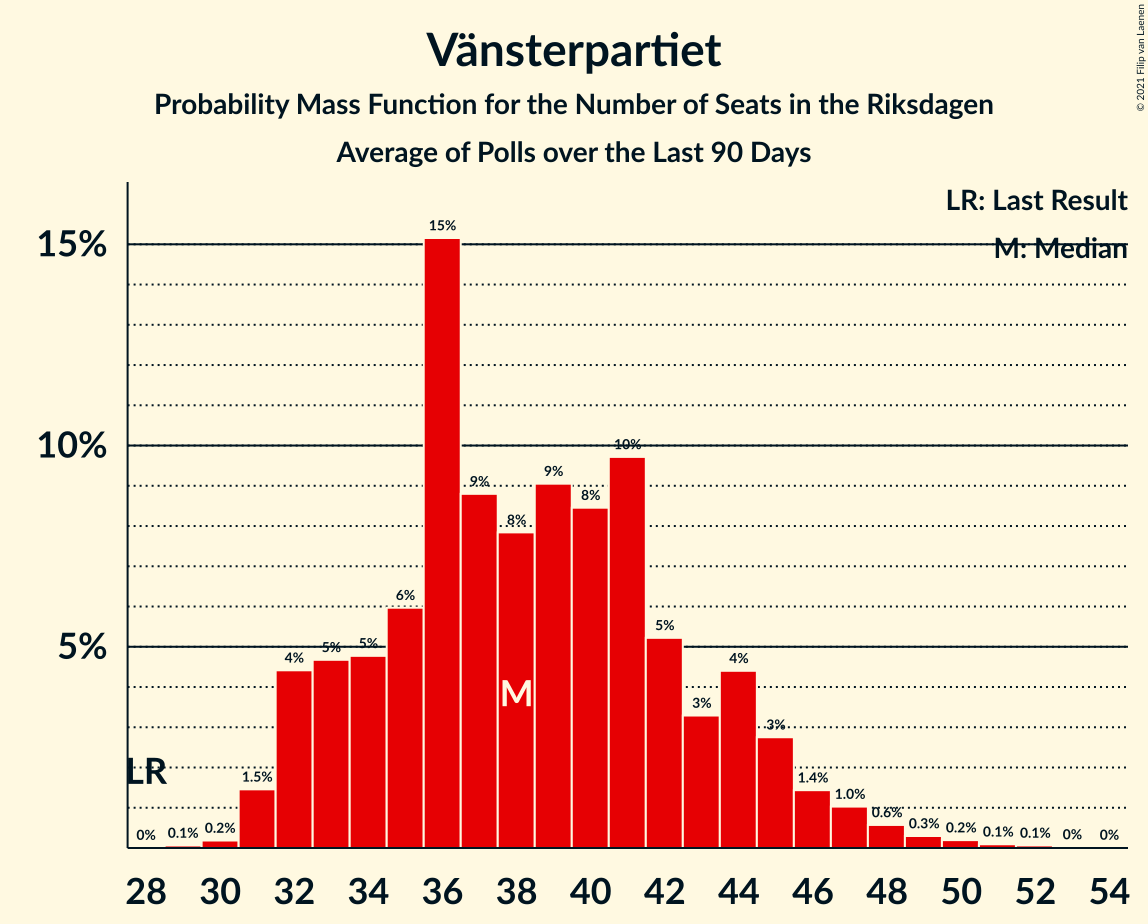 Vänsterpartiet
Probability Mass Function for the Number of Seats in the Riksdagen
Average of Polls over the Last 90 Days
© 2021 Filip van Laenen
LR: Last Result
M: Median
15%
10%
5%
0% 0.1% 0.2% 1.5% 4% 5% 5% 6% 15% 9% 8% 9% 8% 10% 5% 3% 4% 3% 1.4% 1.0% 0.6% 0.3% 0.2% 0.1% 0.1% 0% 0%
M
LR
28 30 32 34 36 38 40 42 44 46 48 50 52 54